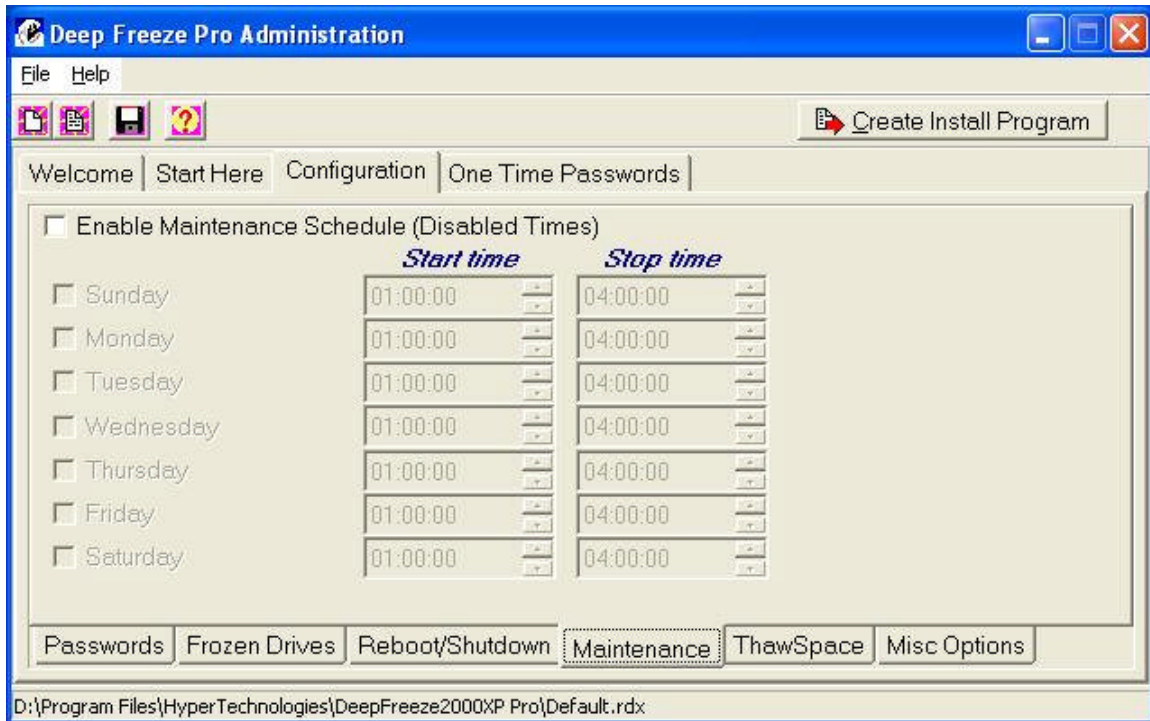 Deep Freeze Pro Administration
File Help
Create Install Program
Welcome Start Here Configuration One Time Passwords
Enable Maintenance Schedule (Disabled Times)
Start time Stop time
Sunday 01:00:00 04:00:00
Monday 01:00:00 04:00:00
Tuesday 01:00:00 04:00:00
Wednesday 01:00:00 04:00:00
Thursday 01:00:00 04:00:00
Friday 01:00:00 04:00:00
Saturday 01:00:00 04:00:00
Passwords Frozen Drives Reboot/Shutdown Maintenance ThawSpace Misc Options
D:\Program Files\HyperTechnologies\DeepFreeze2000XP Pro\Default.rdx